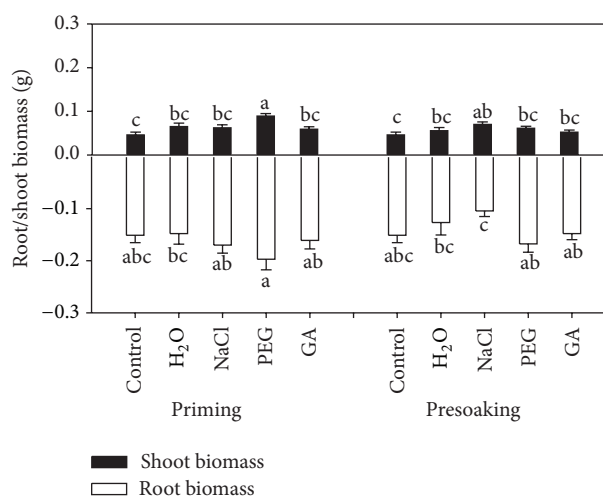 Root/shoot biomass (g)
0.3
0.2
0.1
0.0
−0.1
−0.2
−0.3
c bc bc a bc c bc ab bc bc
abc bc ab a ab abc bc c ab ab
Control H₂O NaCl PEG GA Control H₂O NaCl PEG GA
Priming Presoaking
Shoot biomass
Root biomass